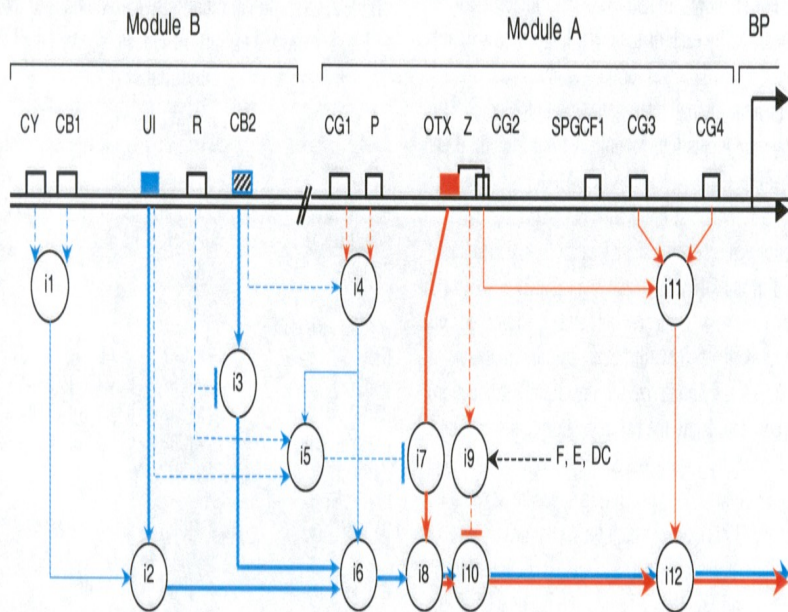 Module B Module A BP
CY CB1 UI R CB2 CG1 P OTX Z CG2 SPGCF1 CG3 CG4
i1 i4 i11
i3
i5 i7 i9 F, E, DC
i2 i6 i8 i10 i12